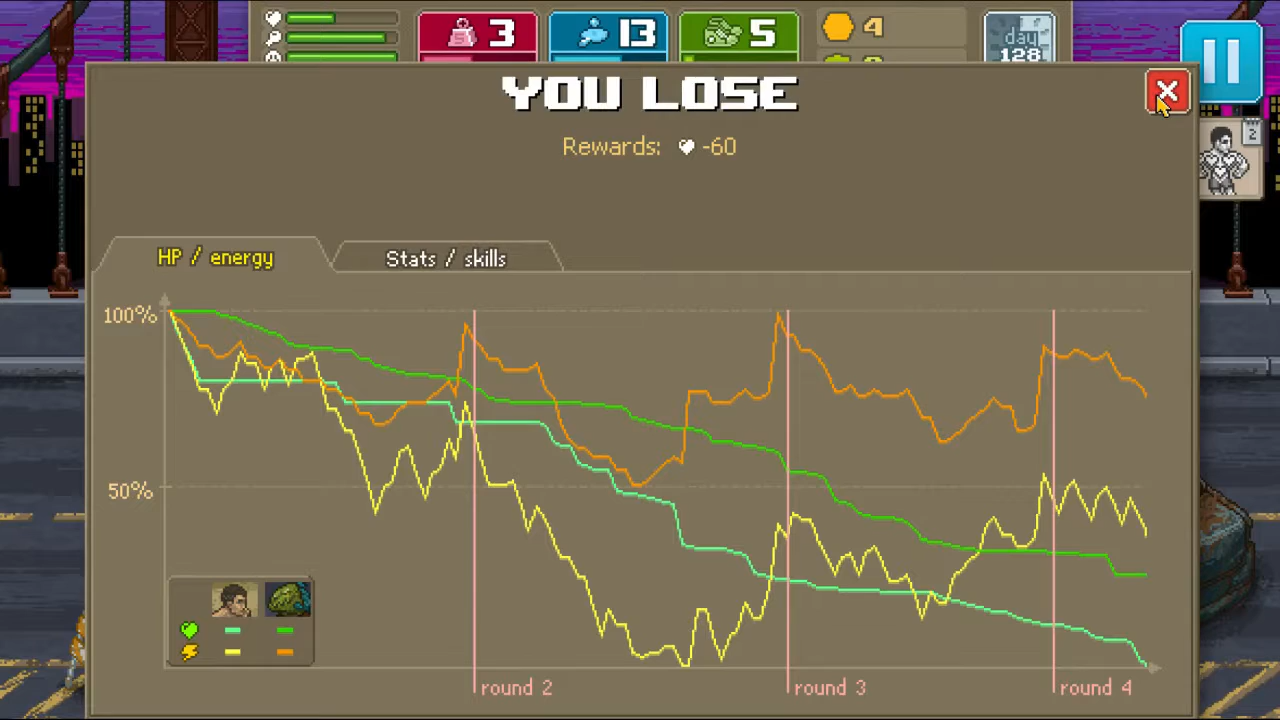 3
13
5
4
day
128
2
YOU LOSE
Rewards: -60
HP / energy
Stats / skills
100%
50%
round 2
round 3
round 4